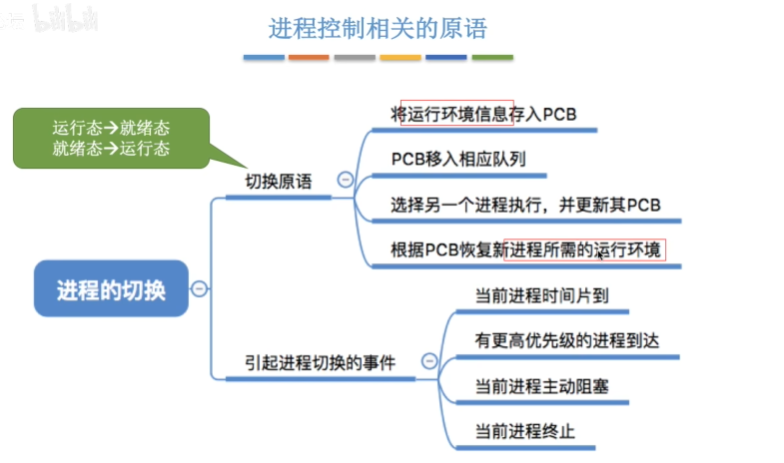 bilibili
进程控制相关的原语
运行态→就绪态
就绪态→运行态
切换原语
将运行环境信息存入PCB
PCB移入相应队列
选择另一个进程执行，并更新其PCB
根据PCB恢复新进程所需的运行环境
进程的切换
引起进程切换的事件
当前进程时间片到
有更高优先级的进程到达
当前进程主动阻塞
当前进程终止